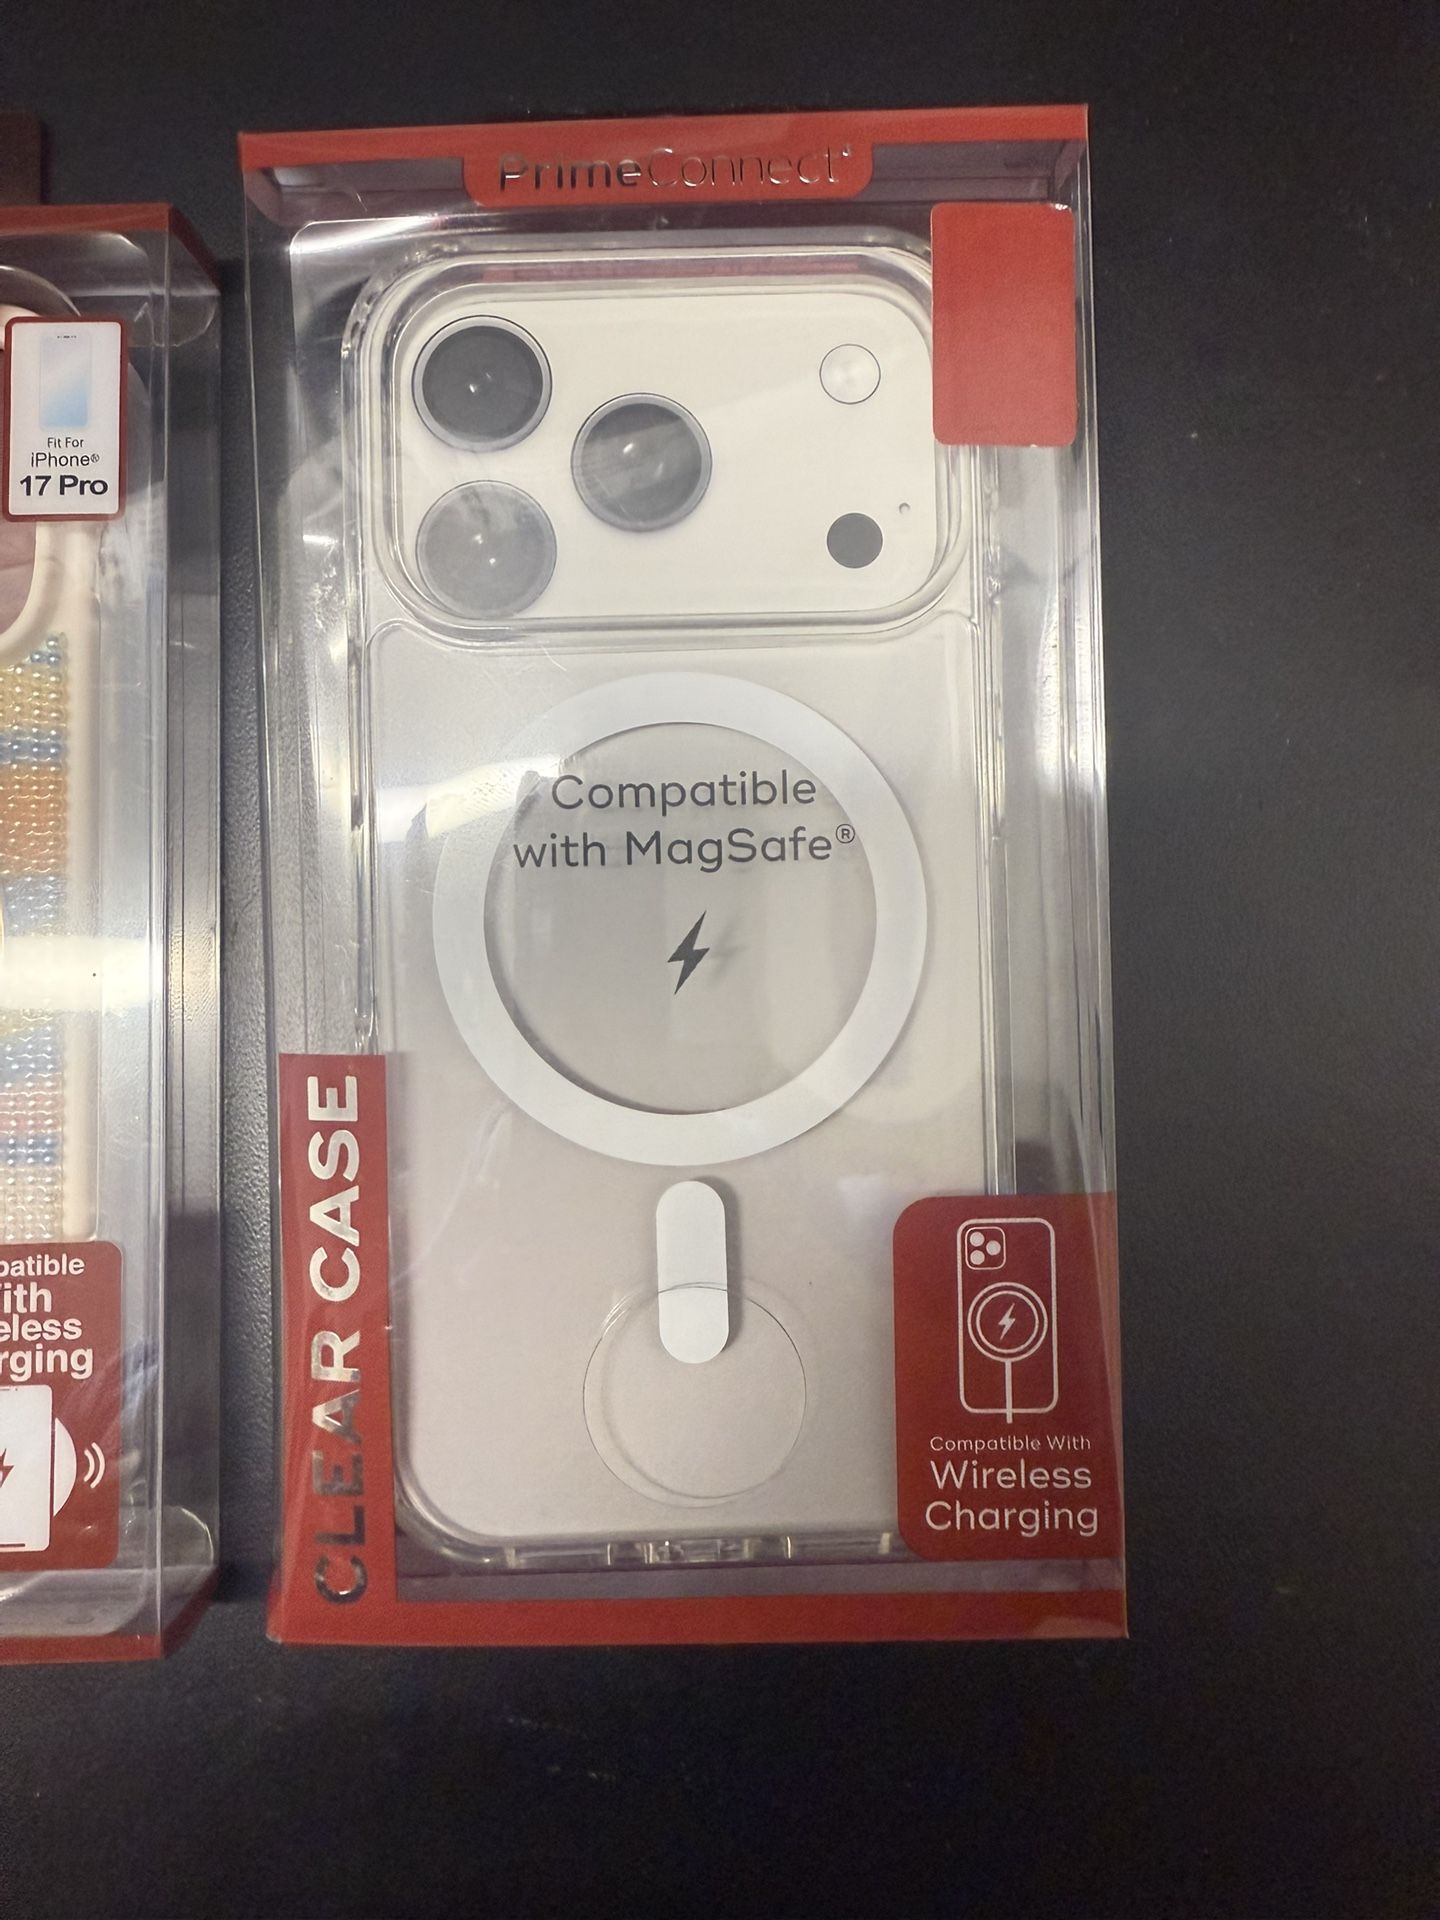 PrimeConnect
Fit For
iPhone®
17 Pro
Compatible
with MagSafe®
CLEAR CASE
Compatible With
Wireless
Charging
patible
ith
eless
rging